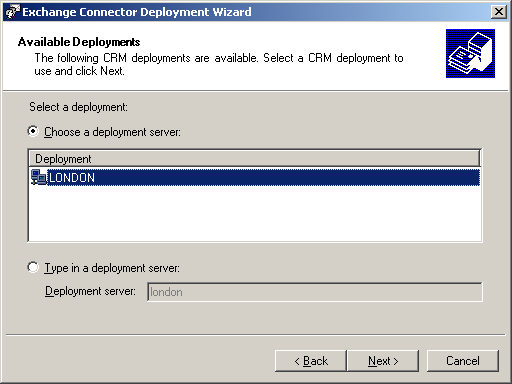 Exchange Connector Deployment Wizard
Available Deployments
The following CRM deployments are available. Select a CRM deployment to
use and click Next.
Select a deployment:
Choose a deployment server:
Deployment
LONDON
Type in a deployment server:
Deployment server: london
< Back Next > Cancel